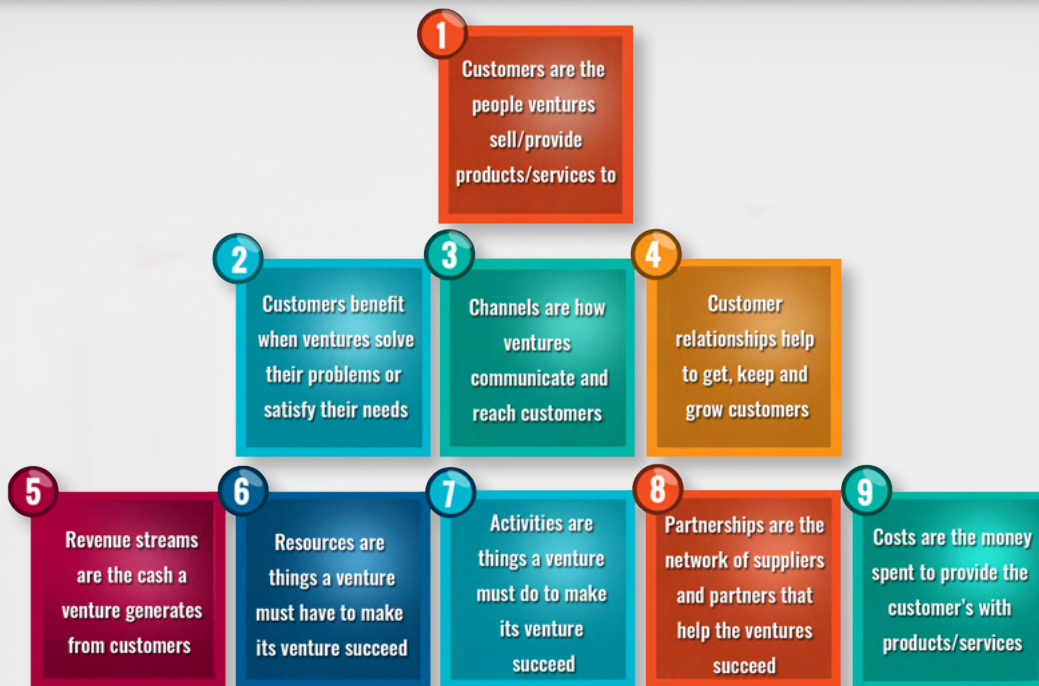 1
Customers are the
people ventures
sell/provide
products/services to
2
Customers benefit
when ventures solve
their problems or
satisfy their needs
3
Channels are how
ventures
communicate and
reach customers
4
Customer
relationships help
to get, keep and
grow customers
5
Revenue streams
are the cash a
venture generates
from customers
6
Resources are
things a venture
must have to make
its venture succeed
7
Activities are
things a venture
must do to make
its venture
succeed
8
Partnerships are the
network of suppliers
and partners that
help the ventures
succeed
9
Costs are the money
spent to provide the
customer's with
products/services